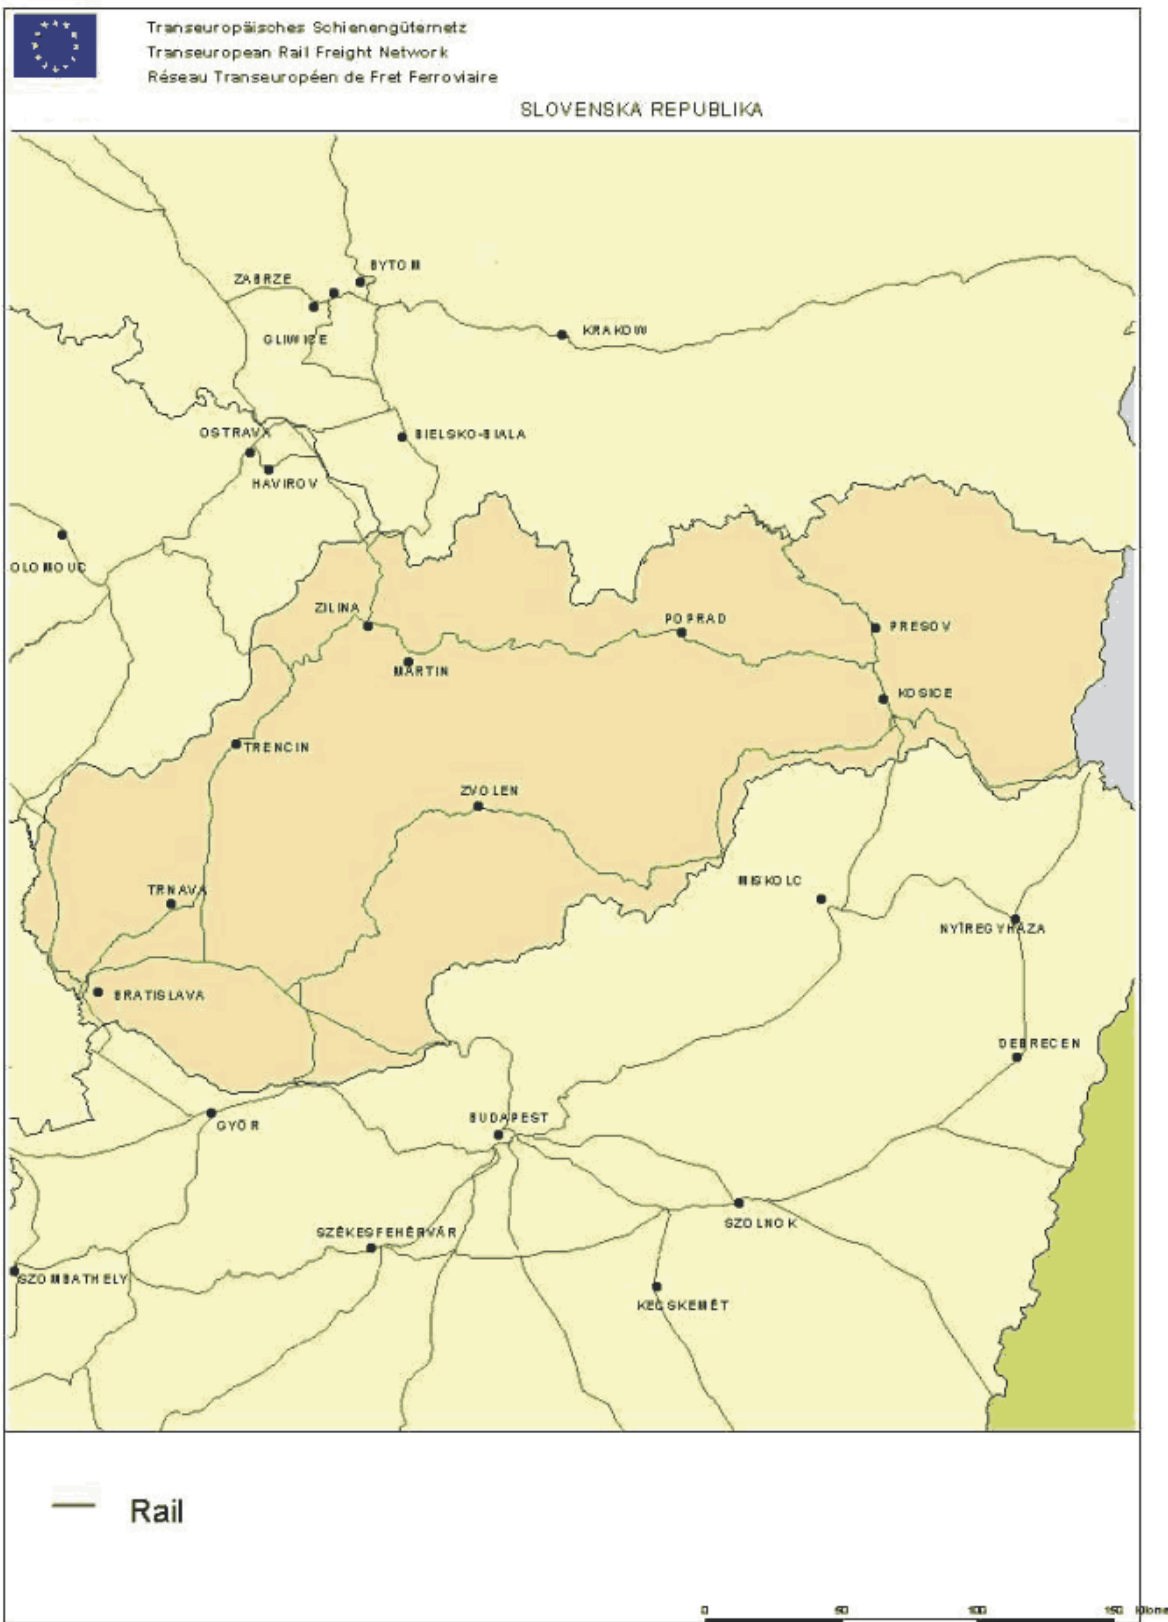 Transeuropäisches Schienengüternetz
Transeuropean Rail Freight Network
Réseau Transeuropéen de Fret Ferroviaire
SLOVENSKA REPUBLIKA
BYTOM
ZABRZE
KRAKOW
GLIWICE
OSTRAVA
BIELSKO-BIALA
HAVIROV
OLOMOUC
ZILINA
POPRAD
PRESOV
MARTIN
KOSICE
TRENCIN
ZVOLEN
MISKOLC
TRNAVA
NYÍREGYHÁZA
BRATISLAVA
DEBRECEN
BUDAPEST
GYÖR
SZOLNOK
SZÉKESFEHÉRVÁR
SZOMBATHELY
KECSKEMÉT
Rail
0 50 100 150